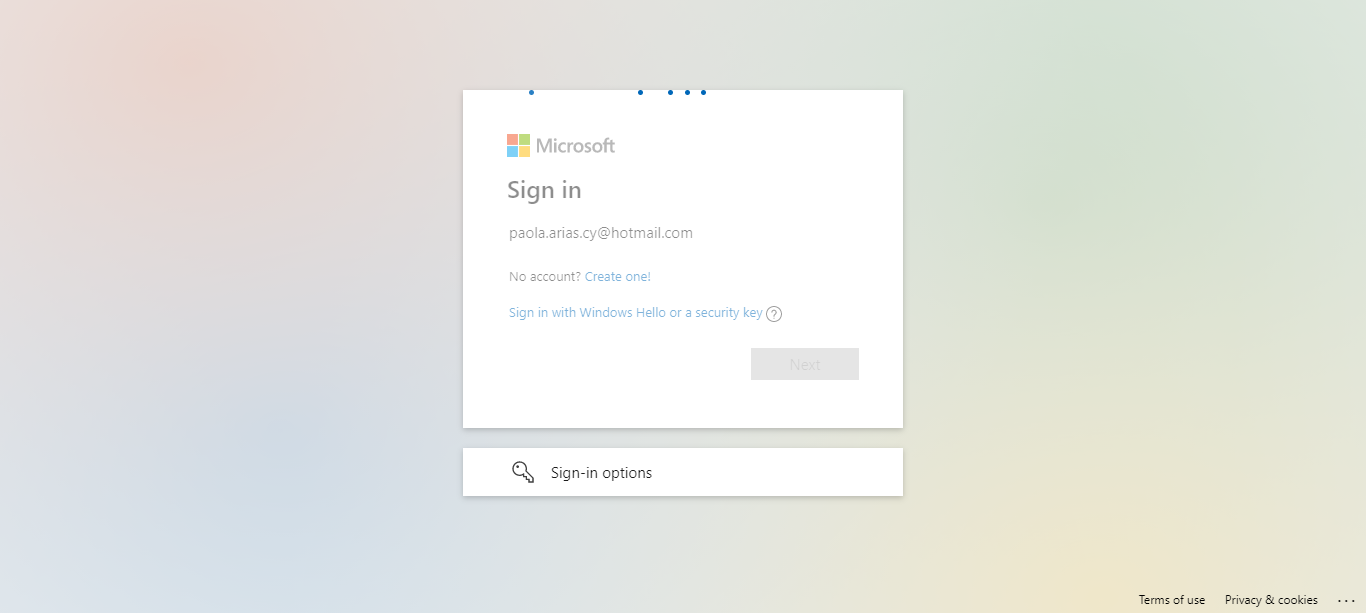 Microsoft
Sign in
paola.arias.cy@hotmail.com
No account? Create one!
Sign in with Windows Hello or a security key ?
Next
Sign-in options
Terms of use Privacy & cookies ...